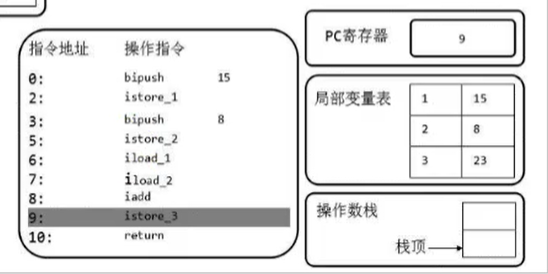 指令地址 操作指令
0: bipush 15
2: istore_1
3: bipush 8
5: istore_2
6: iload_1
7: iload_2
8: iadd
9: istore_3
10: return
PC寄存器 9
局部变量表
1 15
2 8
3 23
操作数栈
栈顶